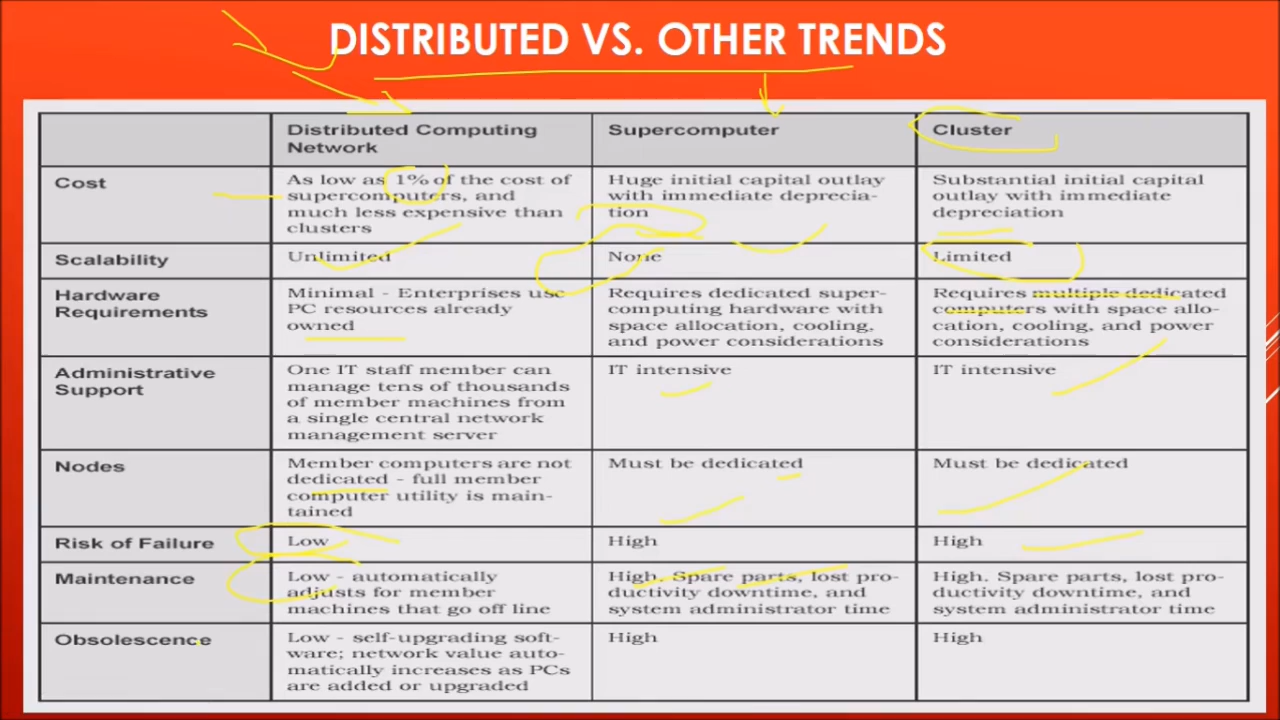 DISTRIBUTED VS. OTHER TRENDS
Distributed Computing
Network
Supercomputer
Cluster
Cost
As low as 1% of the cost of
supercomputers, and
much less expensive than
clusters
Huge initial capital outlay
with immediate deprecia-
tion
Substantial initial capital
outlay with immediate
depreciation
Scalability
Unlimited
None
Limited
Hardware
Requirements
Minimal - Enterprises use
PC resources already
owned
Requires dedicated super-
computing hardware with
space allocation, cooling,
and power considerations
Requires multiple dedicated
computers with space allo-
cation, cooling, and power
considerations
Administrative
Support
One IT staff member can
manage tens of thousands
of member machines from
a single central network
management server
IT intensive
IT intensive
Nodes
Member computers are not
dedicated - full member
computer utility is main-
tained
Must be dedicated
Must be dedicated
Risk of Failure
Low
High
High
Maintenance
Low - automatically
adjusts for member
machines that go off line
High. Spare parts, lost pro-
ductivity downtime, and
system administrator time
High. Spare parts, lost pro-
ductivity downtime, and
system administrator time
Obsolescence
Low - self-upgrading soft-
ware; network value auto-
matically increases as PCs
are added or upgraded
High
High